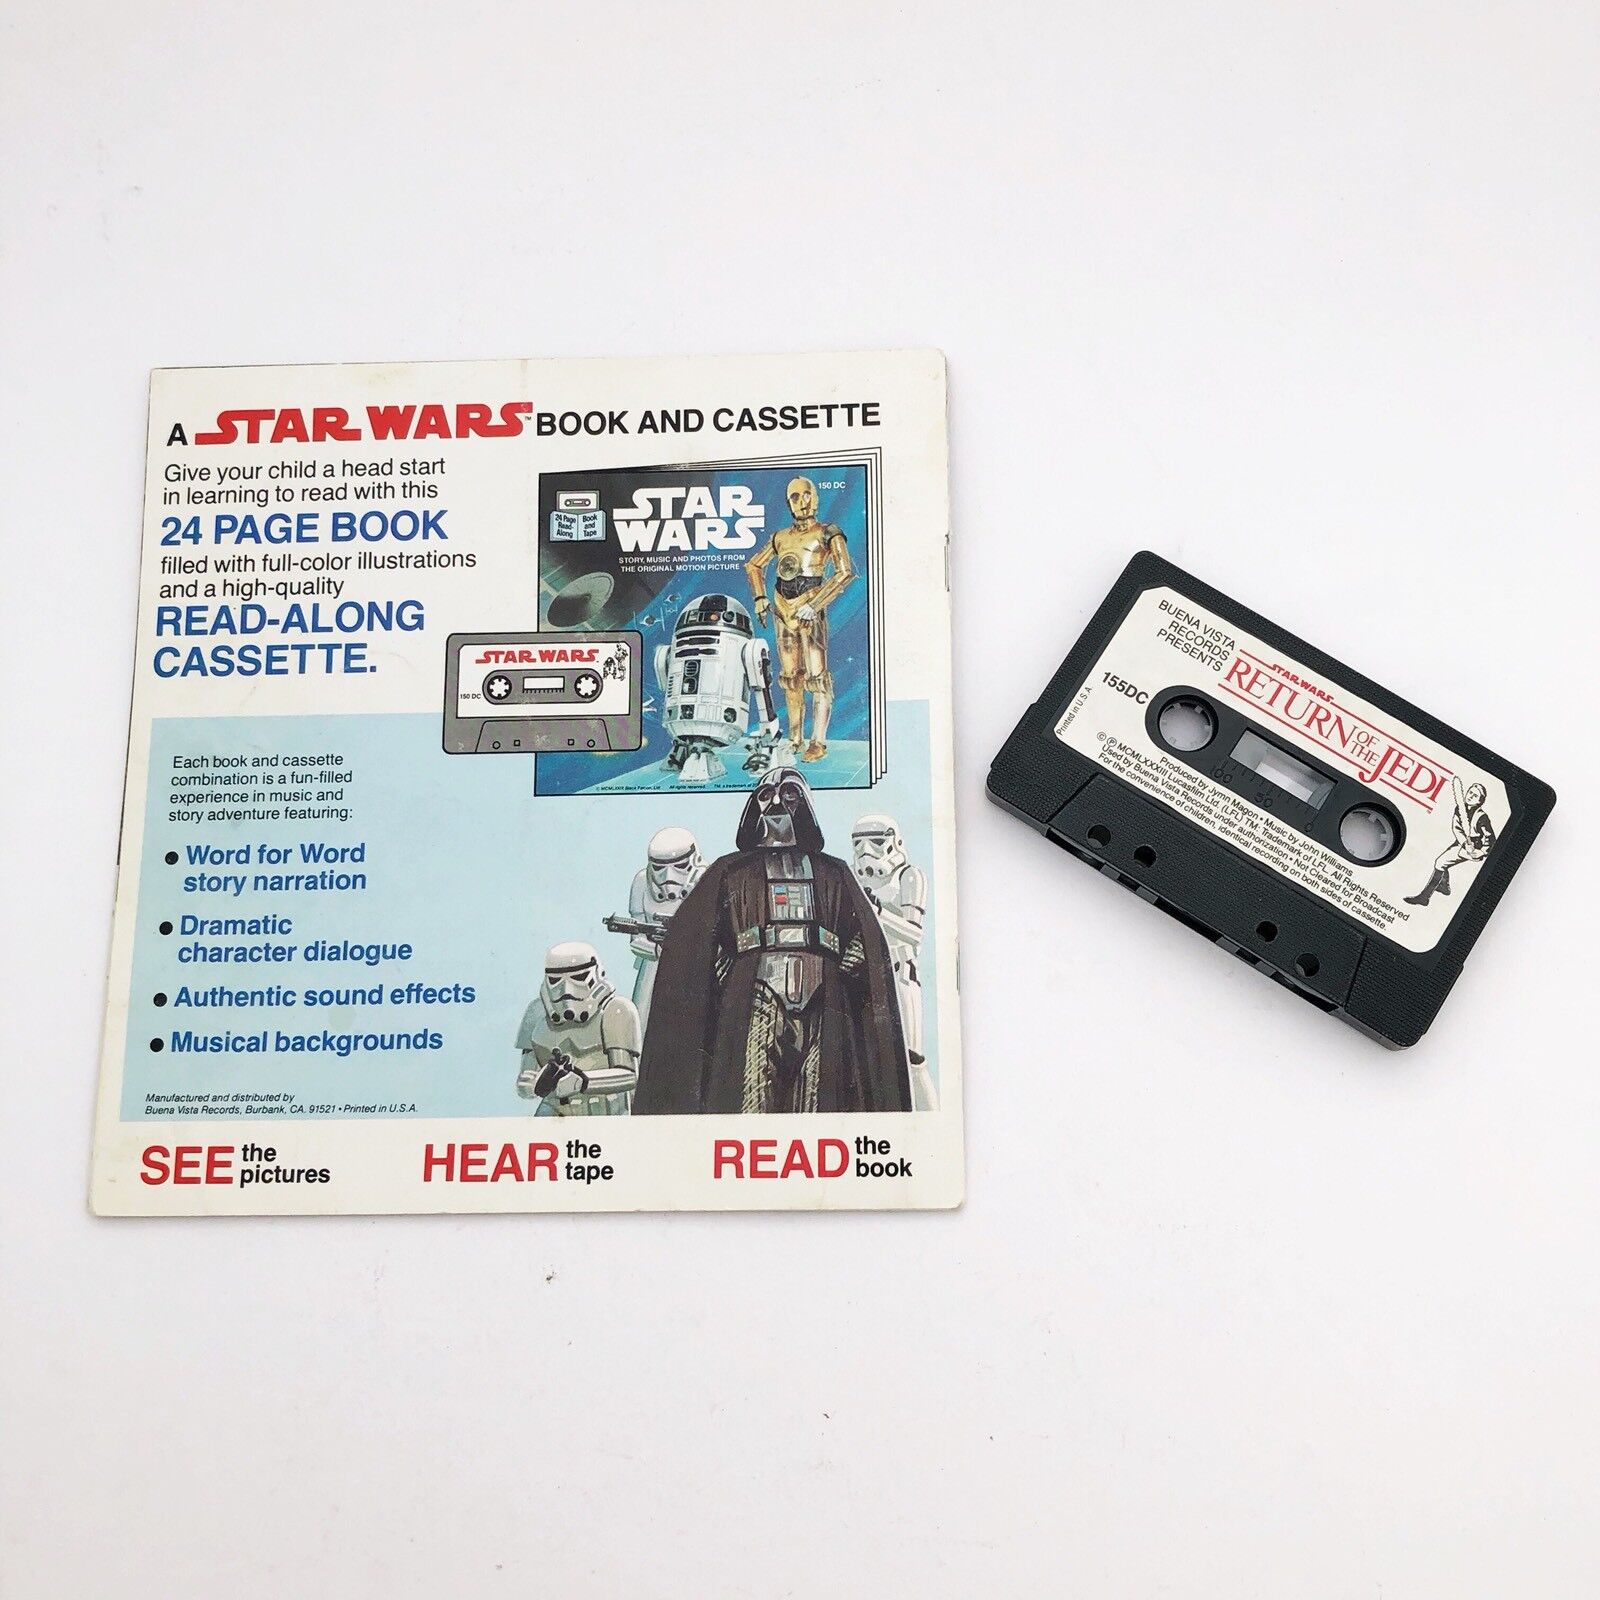 A STAR WARS™ BOOK AND CASSETTE
Give your child a head start
in learning to read with this
24 PAGE BOOK
filled with full-color illustrations
and a high-quality
READ-ALONG
CASSETTE.
150 DC
24 Page
Read-
Along
Book
and
Tape
STAR
WARS
STORY, MUSIC AND PHOTOS FROM
THE ORIGINAL MOTION PICTURE
STAR WARS
150 DC
Each book and cassette
combination is a fun-filled
experience in music and
story adventure featuring:
• Word for Word
story narration
• Dramatic
character dialogue
• Authentic sound effects
• Musical backgrounds
Manufactured and distributed by
Buena Vista Records, Burbank, CA. 91521 • Printed in U.S.A.
SEE the
pictures
HEAR the
tape
READ the
book
BUENA VISTA
RECORDS
PRESENTS
STAR WARS
RETURN OF THE JEDI
155DC
Printed in U.S.A.
100 50 0
Produced by Jymn Magon • Music by John Williams
© ℗ MCMLXXXIII Lucasfilm Ltd. (LFL) TM: Trademark of LFL. All Rights Reserved
Used by Buena Vista Records under authorization • Not Cleared for Broadcast
For the convenience of children, identical recording on both sides of cassette.